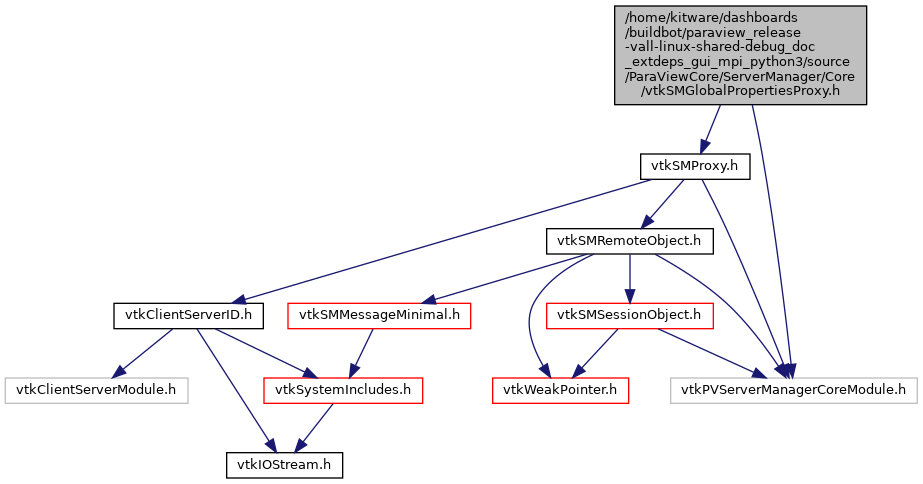 /home/kitware/dashboards
/buildbot/paraview_release
-vall-linux-shared-debug_doc
_extdeps_gui_mpi_python3/source
/ParaViewCore/ServerManager/Core
/vtkSMGlobalPropertiesProxy.h
vtkSMProxy.h
vtkSMRemoteObject.h
vtkClientServerID.h
vtkSMMessageMinimal.h
vtkSMSessionObject.h
vtkClientServerModule.h
vtkSystemIncludes.h
vtkWeakPointer.h
vtkPVServerManagerCoreModule.h
vtkIOStream.h